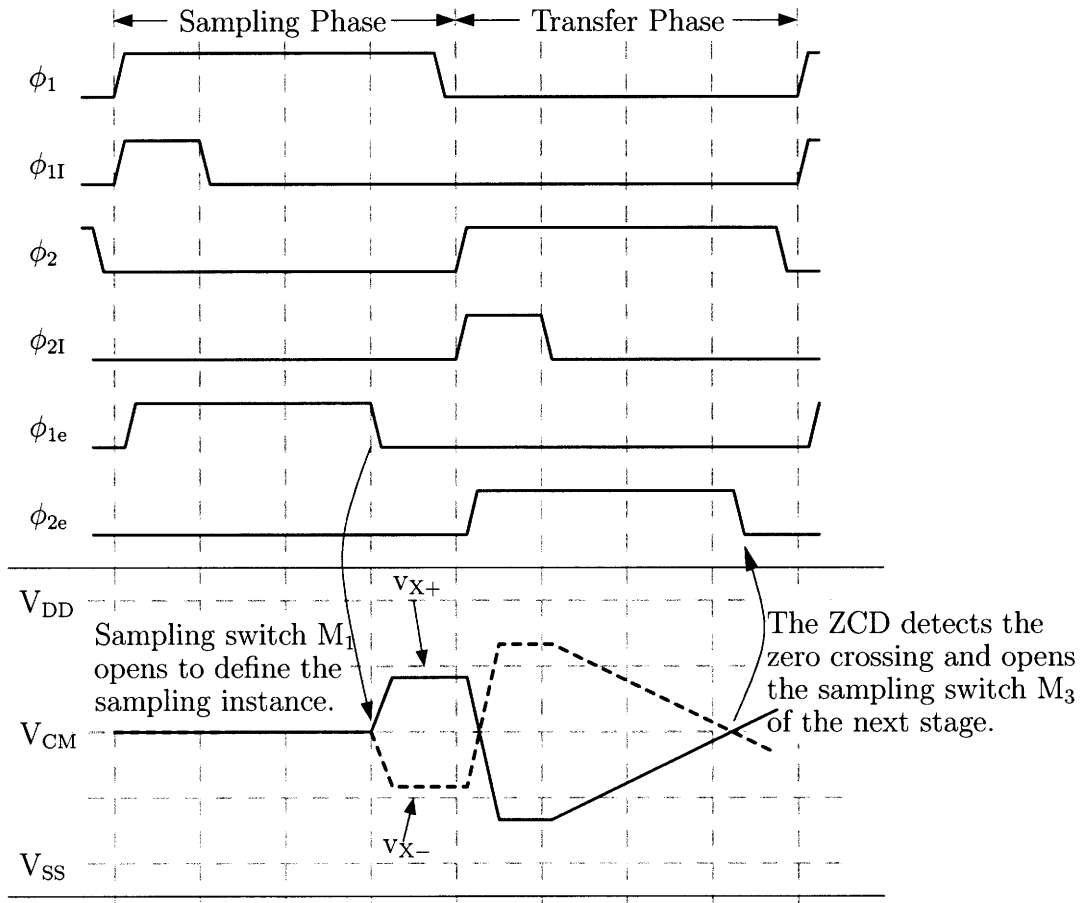 Sampling Phase
Transfer Phase
ϕ1
ϕ1I
ϕ2
ϕ2I
ϕ1e
ϕ2e
vX+
VDD
Sampling switch M1
opens to define the
sampling instance.
The ZCD detects the
zero crossing and opens
the sampling switch M3
of the next stage.
VCM
vX−
VSS